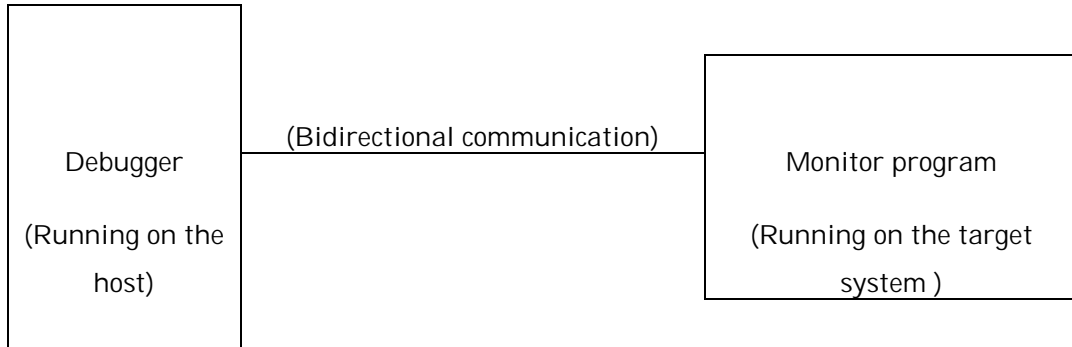 Debugger
(Running on the
host)
(Bidirectional communication)
Monitor program
(Running on the target
system )